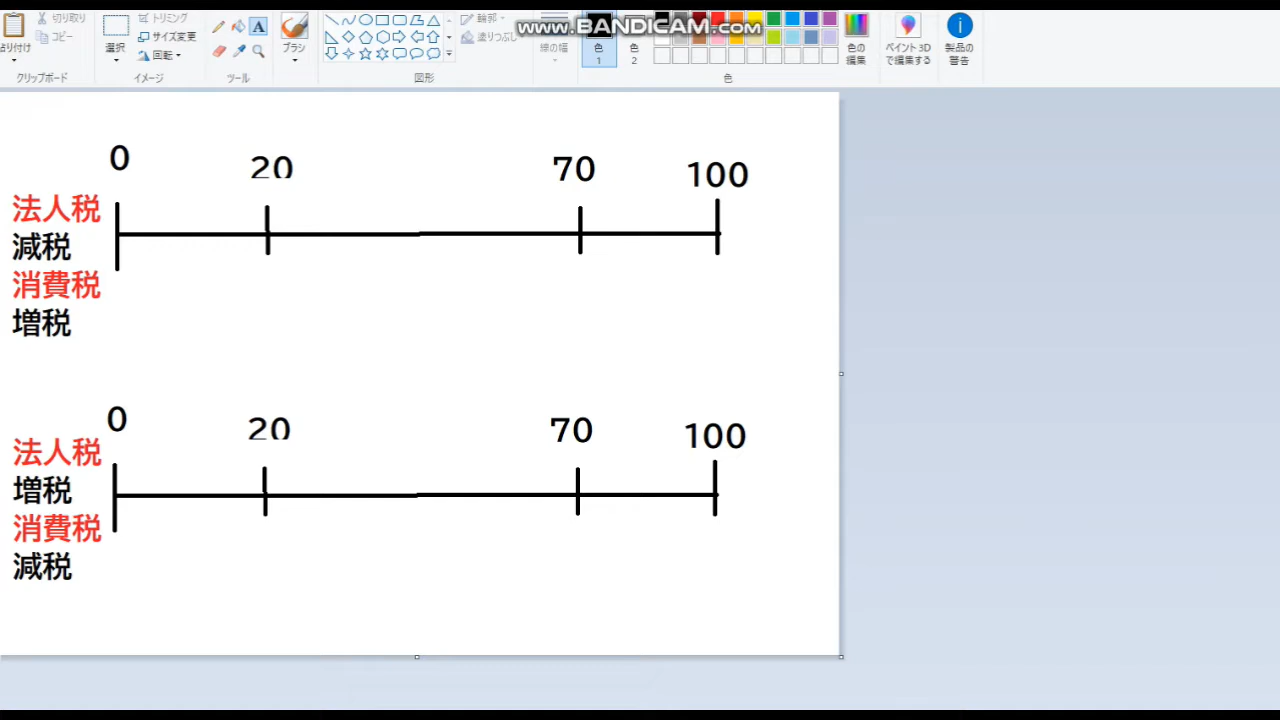 切り取り
コピー
貼り付け
クリップボード
選択
トリミング
サイズ変更
回転
イメージ
A
ツール
ブラシ
図形
輪郭
塗りつぶし
線の幅
www.BANDICAM.com
色
1
色
2
色の
編集
色
ペイント 3D
で編集する
製品の
警告
0
20
70
100
法人税
減税
消費税
増税
0
20
70
100
法人税
増税
消費税
減税